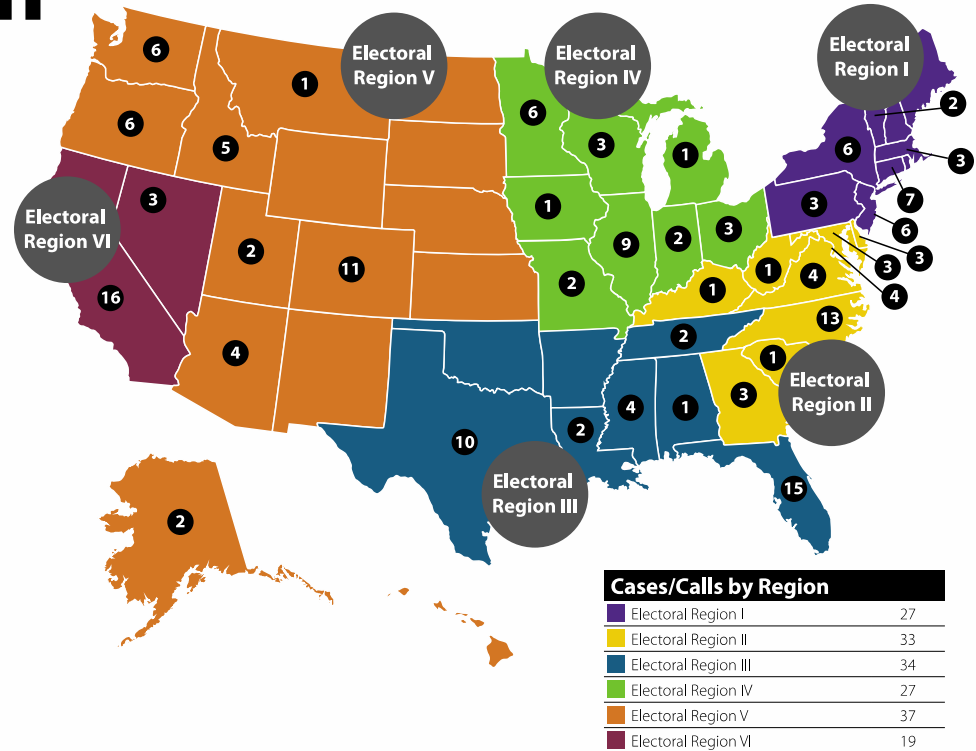 Electoral
Region V
Electoral
Region IV
Electoral
Region I
6
1
6
2
6
3
6
3
5
1
3
7
3
1
3
6
2
9
2
3
3
3
11
2
1
1
4
4
16
13
4
2
1
3
4
1
2
10
15
2
Electoral
Region VI
Electoral
Region II
Electoral
Region III
Cases/Calls by Region
Electoral Region I 27
Electoral Region II 33
Electoral Region III 34
Electoral Region IV 27
Electoral Region V 37
Electoral Region VI 19